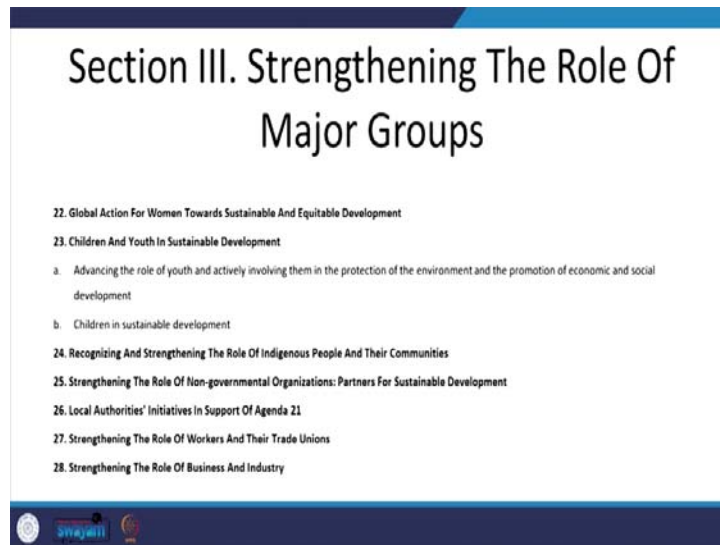 Section III. Strengthening The Role Of
Major Groups
22. Global Action For Women Towards Sustainable And Equitable Development
23. Children And Youth In Sustainable Development
a. Advancing the role of youth and actively involving them in the protection of the environment and the promotion of economic and social
development
b. Children in sustainable development
24. Recognizing And Strengthening The Role Of Indigenous People And Their Communities
25. Strengthening The Role Of Non-governmental Organizations: Partners For Sustainable Development
26. Local Authorities' Initiatives In Support Of Agenda 21
27. Strengthening The Role Of Workers And Their Trade Unions
28. Strengthening The Role Of Business And Industry
swayam